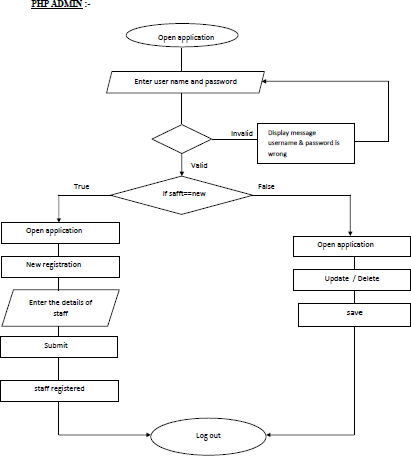 PHP ADMIN :-
Open application
Enter user name and password
Invalid
Display message
username & password is
wrong
Valid
True
If safft==new
False
Open application
New registration
Enter the details of
staff
Submit
staff registered
Open application
Update / Delete
save
Log out